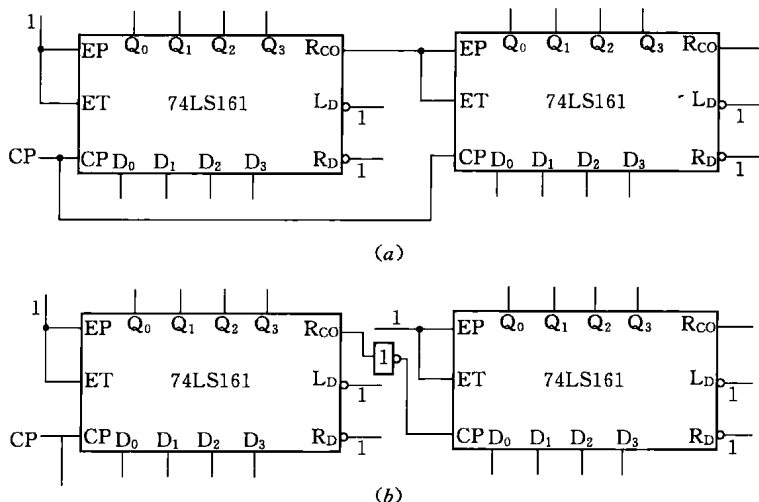 1
EP Q₀ Q₁ Q₂ Q₃ RCO
ET 74LS161 LD
1
CP CP D₀ D₁ D₂ D₃ RD
1
EP Q₀ Q₁ Q₂ Q₃ RCO
ET 74LS161 LD
1
CP D₀ D₁ D₂ D₃ RD
1
(a)
1
EP Q₀ Q₁ Q₂ Q₃ RCO
ET 74LS161 LD
1
CP CP D₀ D₁ D₂ D₃ RD
1
1
1
EP Q₀ Q₁ Q₂ Q₃ RCO
ET 74LS161 LD
1
CP D₀ D₁ D₂ D₃ RD
1
(b)